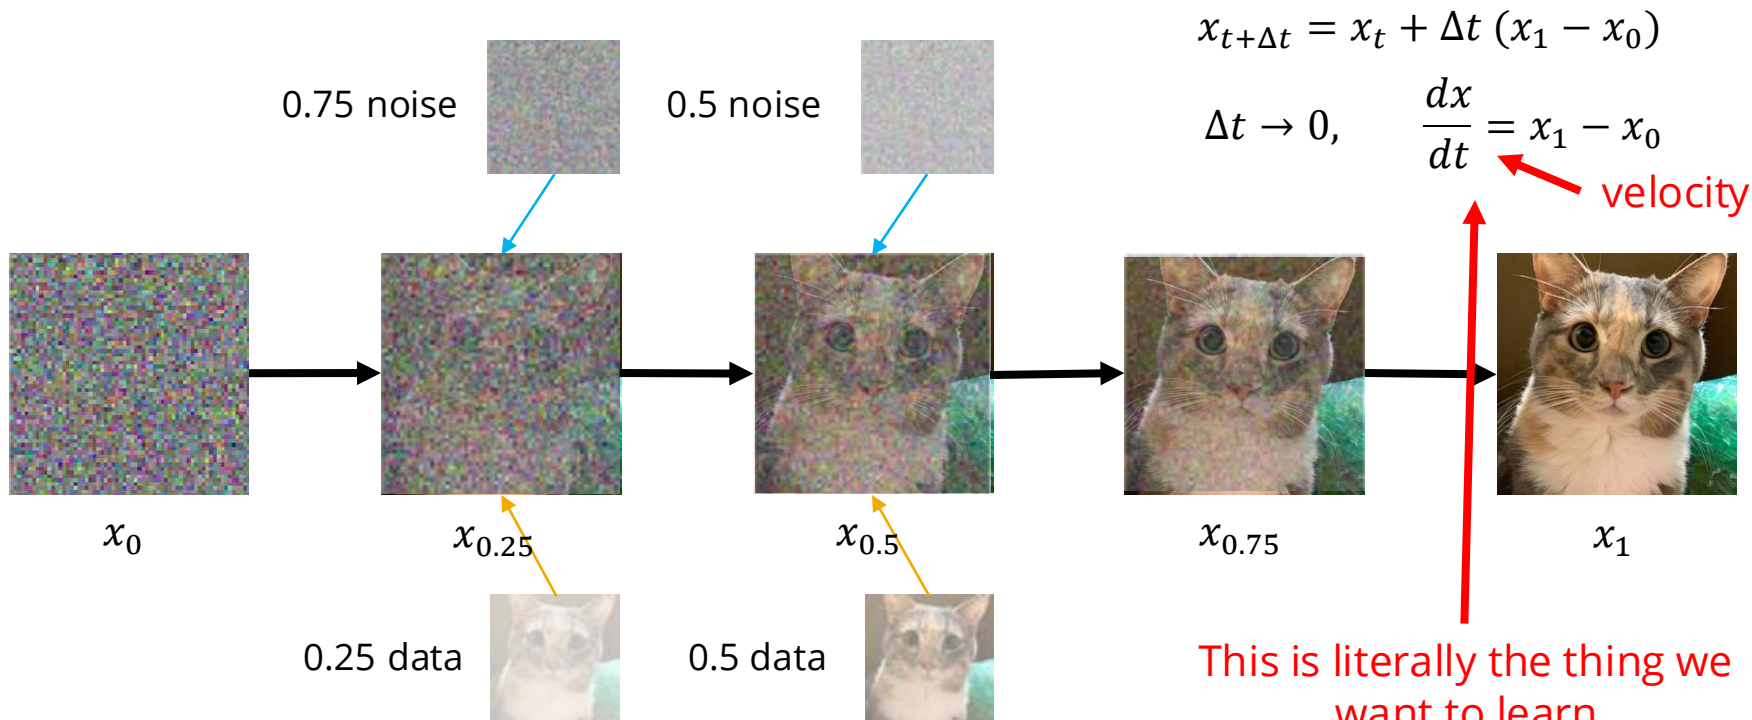 x_{t+Δt} = x_t + Δt (x_1 − x_0)
0.75 noise
0.5 noise
Δt → 0, dx/dt = x_1 − x_0
velocity
x_0
x_{0.25}
x_{0.5}
x_{0.75}
x_1
0.25 data
0.5 data
This is literally the thing we
want to learn